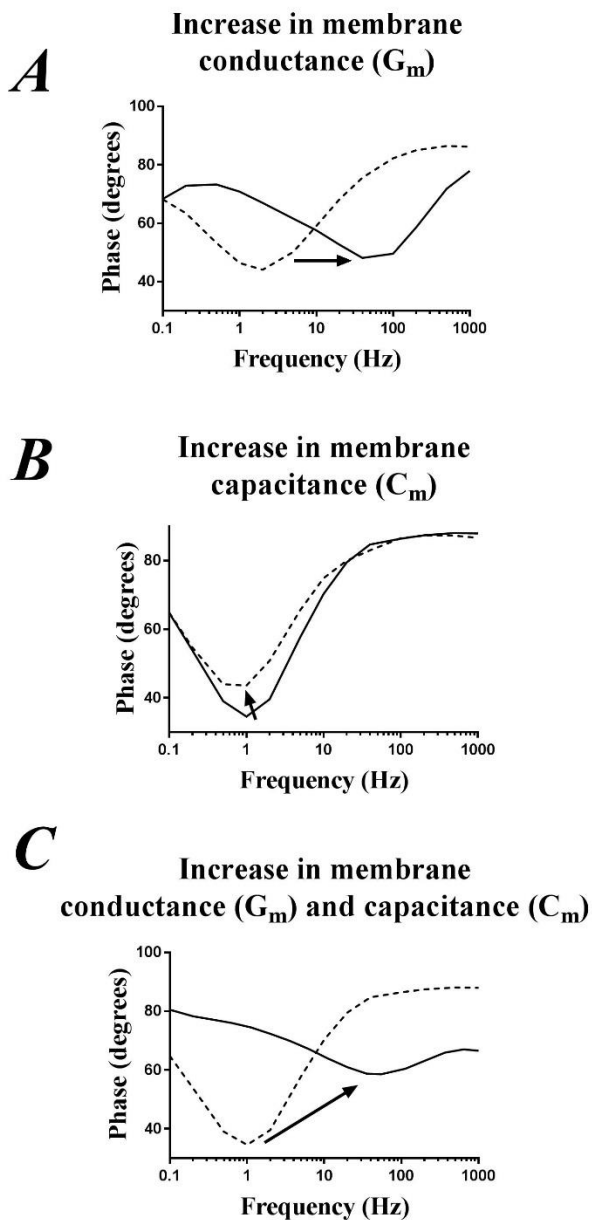 A
Increase in membrane
conductance (Gm)
Phase (degrees)
100
80
60
40
0.1 1 10 100 1000
Frequency (Hz)
B
Increase in membrane
capacitance (Cm)
Phase (degrees)
80
60
40
0.1 1 10 100 1000
Frequency (Hz)
C
Increase in membrane
conductance (Gm) and capacitance (Cm)
Phase (degrees)
100
80
60
40
0.1 1 10 100 1000
Frequency (Hz)